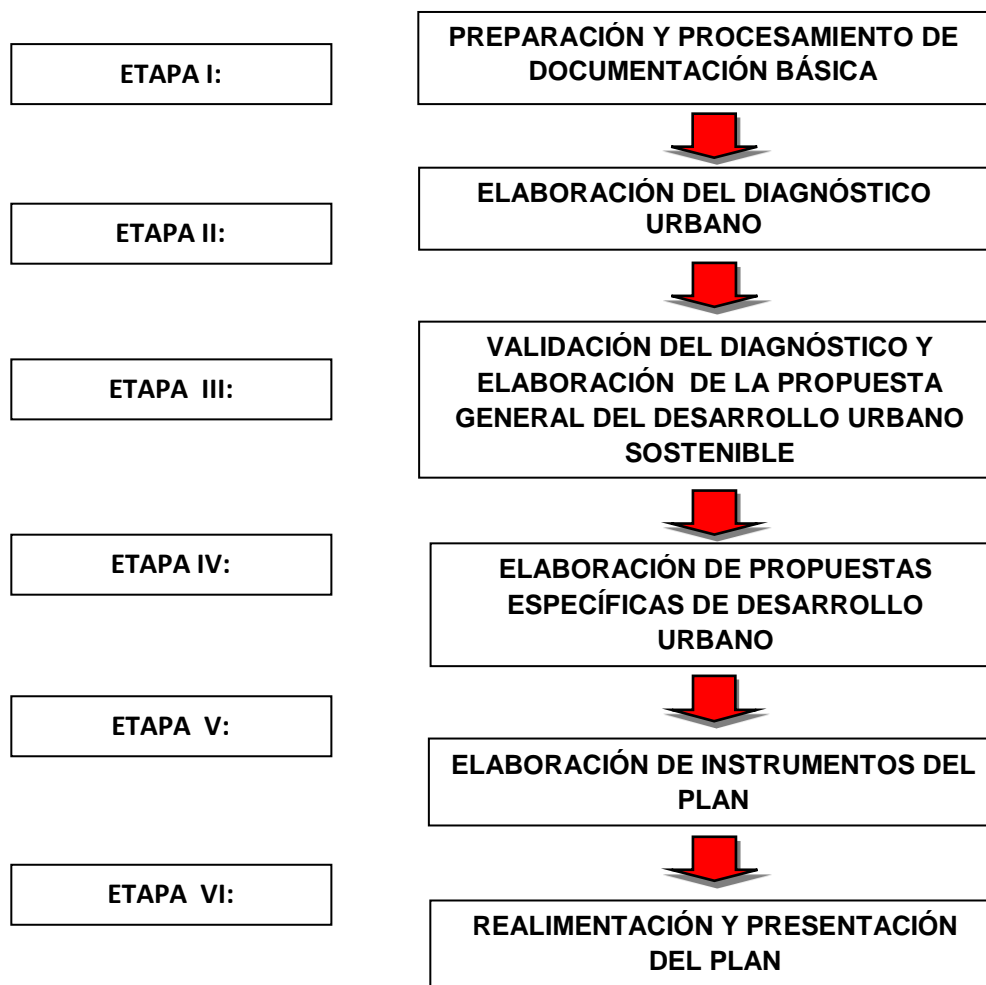 ETAPA I:
PREPARACIÓN Y PROCESAMIENTO DE
DOCUMENTACIÓN BÁSICA
ETAPA II:
ELABORACIÓN DEL DIAGNÓSTICO
URBANO
ETAPA III:
VALIDACIÓN DEL DIAGNÓSTICO Y
ELABORACIÓN DE LA PROPUESTA
GENERAL DEL DESARROLLO URBANO
SOSTENIBLE
ETAPA IV:
ELABORACIÓN DE PROPUESTAS
ESPECÍFICAS DE DESARROLLO
URBANO
ETAPA V:
ELABORACIÓN DE INSTRUMENTOS DEL
PLAN
ETAPA VI:
REALIMENTACIÓN Y PRESENTACIÓN
DEL PLAN